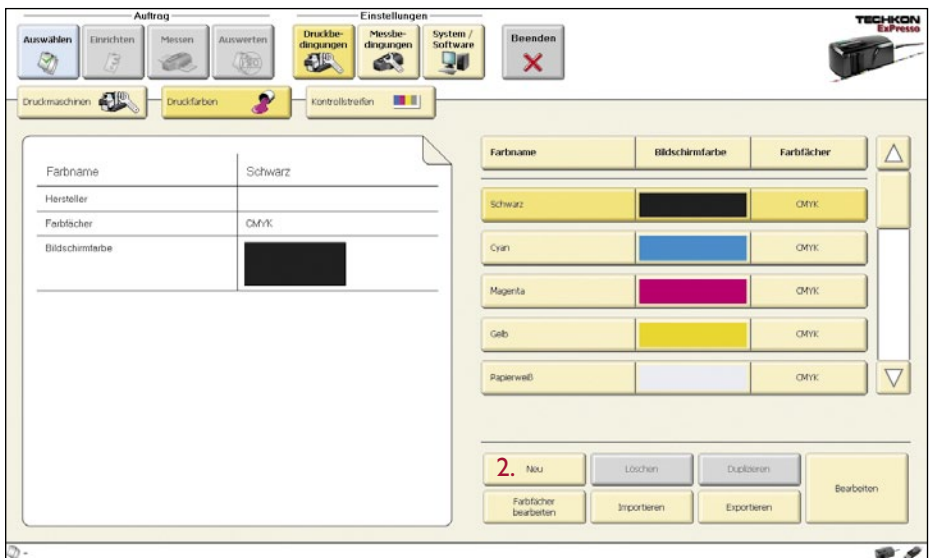 Auftrag
Einstellungen
TECHKON
ExPresso
Auswählen
Einrichten
Messen
Auswerten
Druckbe-
dingungen
Messbe-
dingungen
System /
Software
Beenden
Druckmaschinen
Druckfarben
Kontrollstreifen
Farbname Schwarz
Hersteller
Farbfächer CMYK
Bildschirmfarbe
Farbname Bildschirmfarbe Farbfächer
Schwarz CMYK
Cyan CMYK
Magenta CMYK
Gelb CMYK
Papierweiß CMYK
2. Neu
Löschen
Duplizieren
Bearbeiten
Farbfächer
bearbeiten
Importieren
Exportieren
-